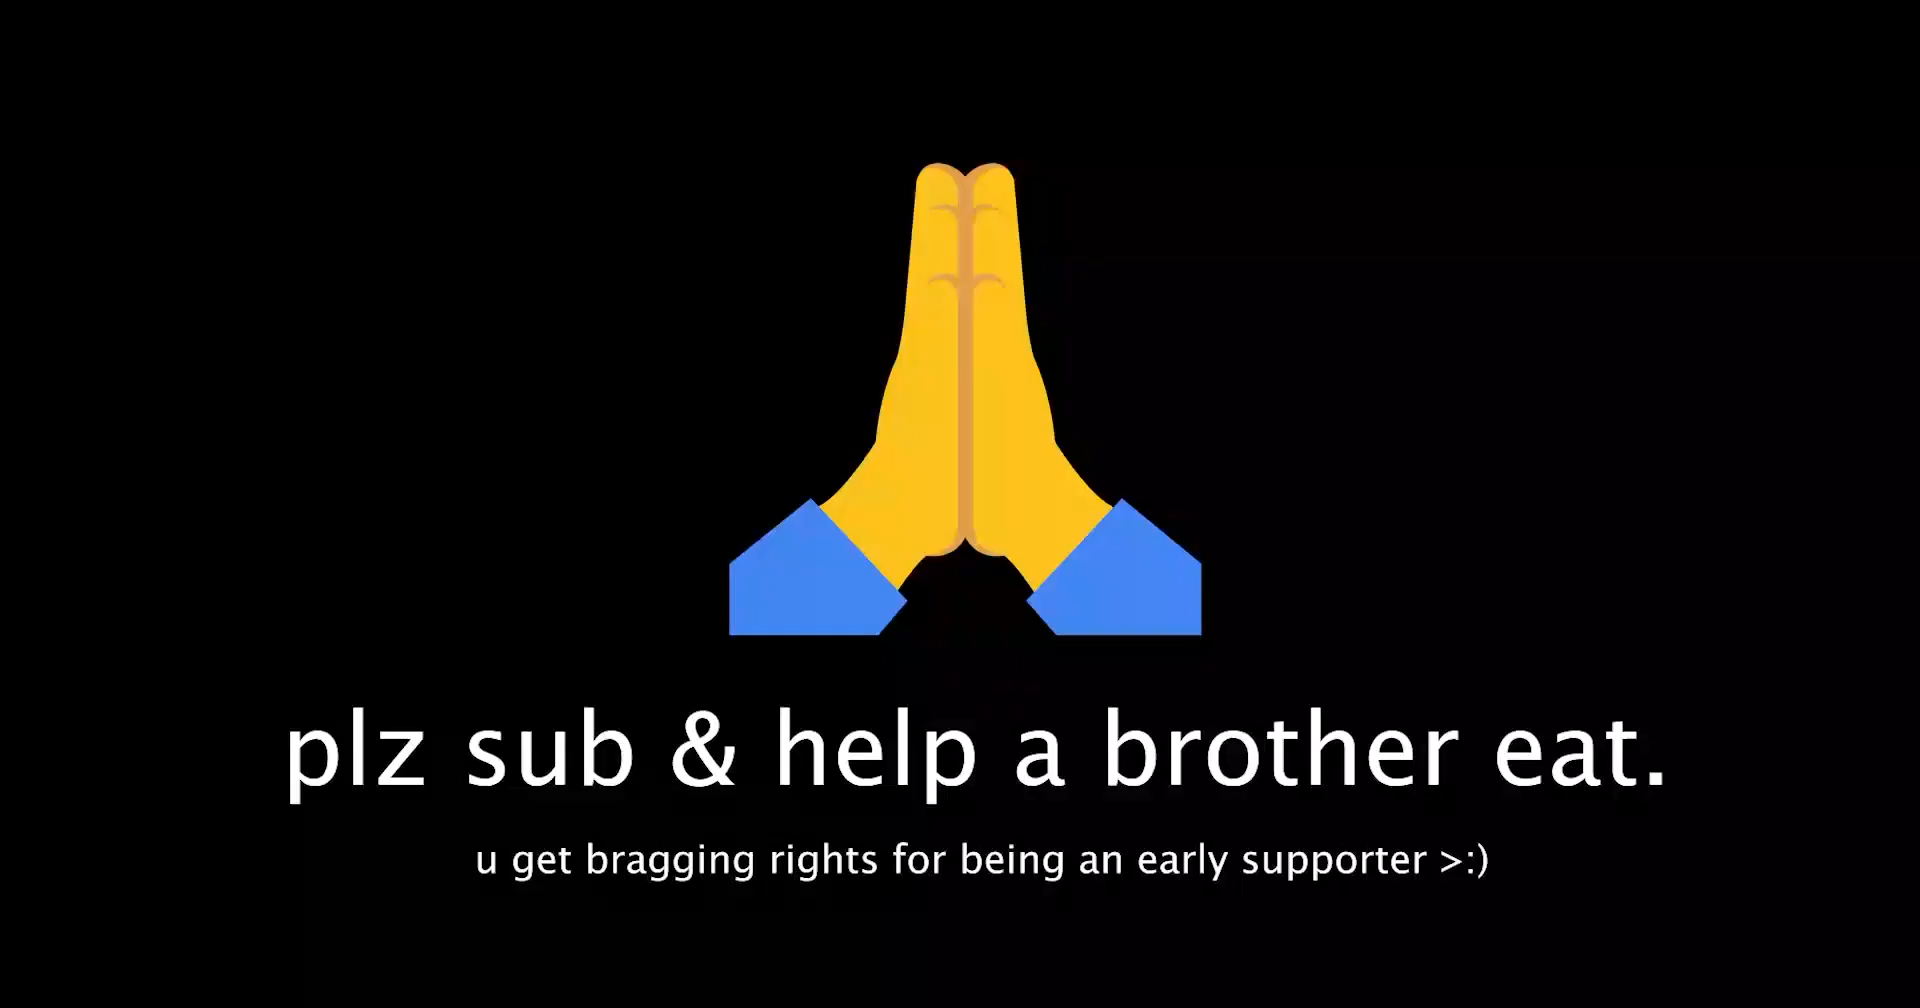 plz sub & help a brother eat.
u get bragging rights for being an early supporter >:)